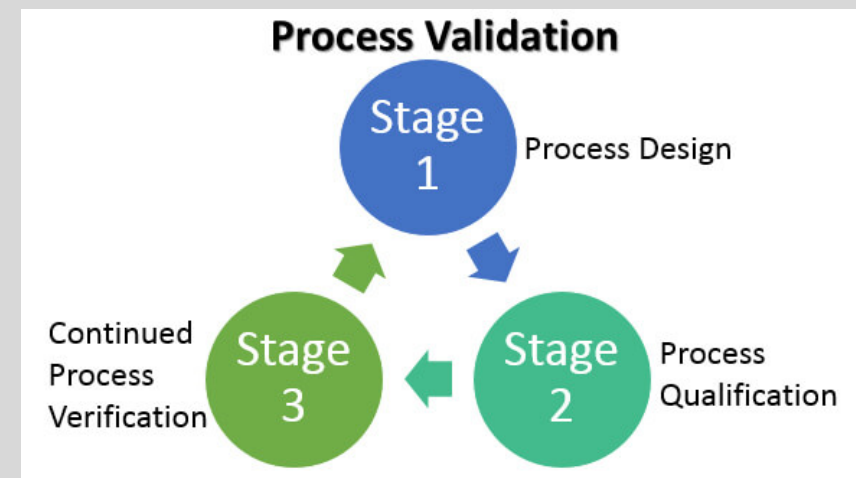 Process Validation
Stage
1
Process Design
Stage
2
Process
Qualification
Stage
3
Continued
Process
Verification